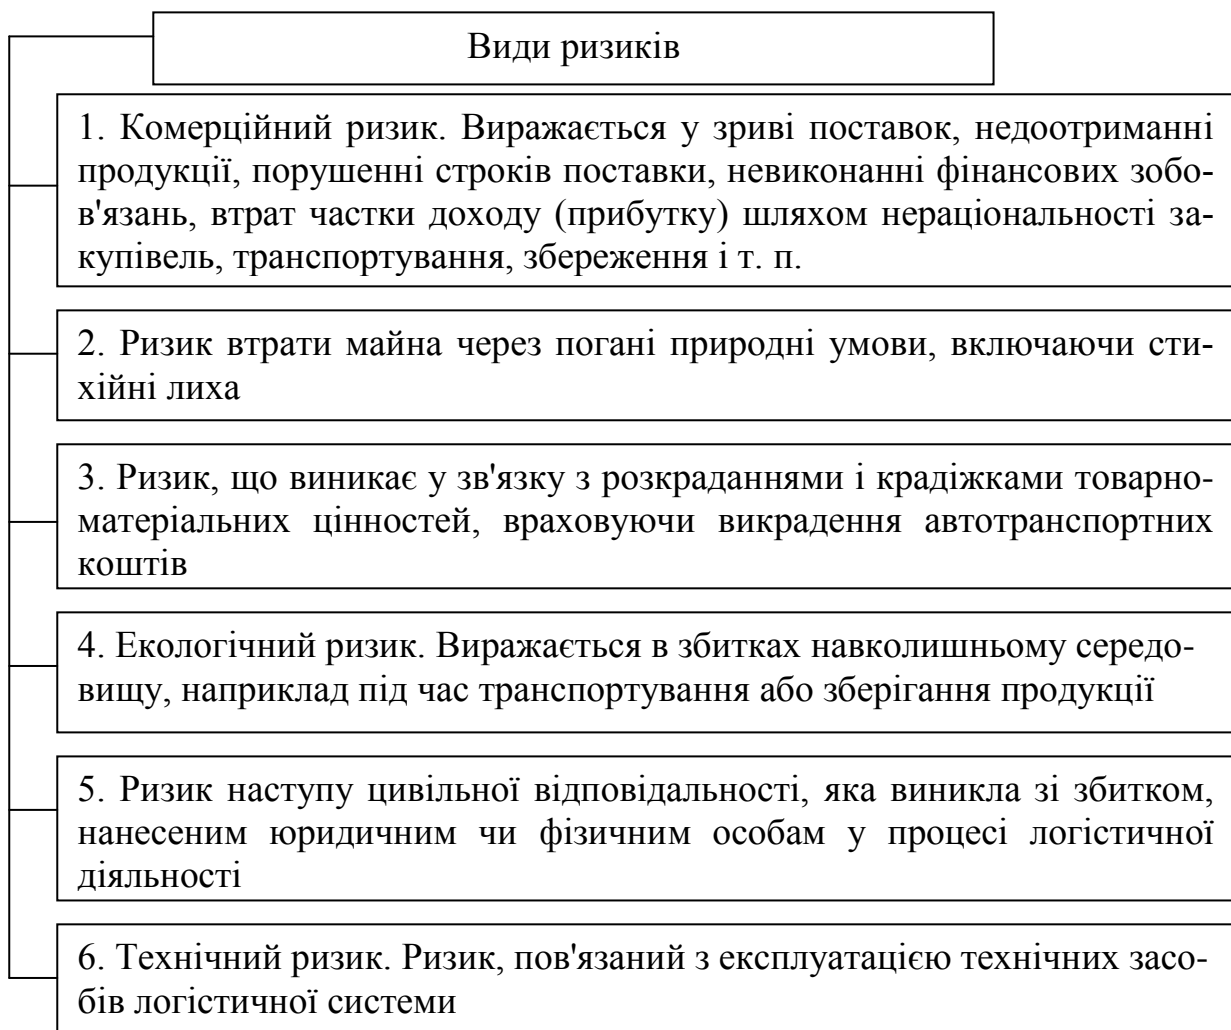 Види ризиків
1. Комерційний ризик. Виражається у зриві поставок, недоотриманні
продукції, порушенні строків поставки, невиконанні фінансових зобо-
в'язань, втрат частки доходу (прибутку) шляхом нераціональності за-
купівель, транспортування, збереження і т. п.
2. Ризик втрати майна через погані природні умови, включаючи сти-
хійні лиха
3. Ризик, що виникає у зв'язку з розкраданнями і крадіжками товарно-
матеріальних цінностей, враховуючи викрадення автотранспортних
коштів
4. Екологічний ризик. Виражається в збитках навколишньому середо-
вищу, наприклад під час транспортування або зберігання продукції
5. Ризик наступу цивільної відповідальності, яка виникла зі збитком,
нанесеним юридичним чи фізичним особам у процесі логістичної
діяльності
6. Технічний ризик. Ризик, пов'язаний з експлуатацією технічних засо-
бів логістичної системи